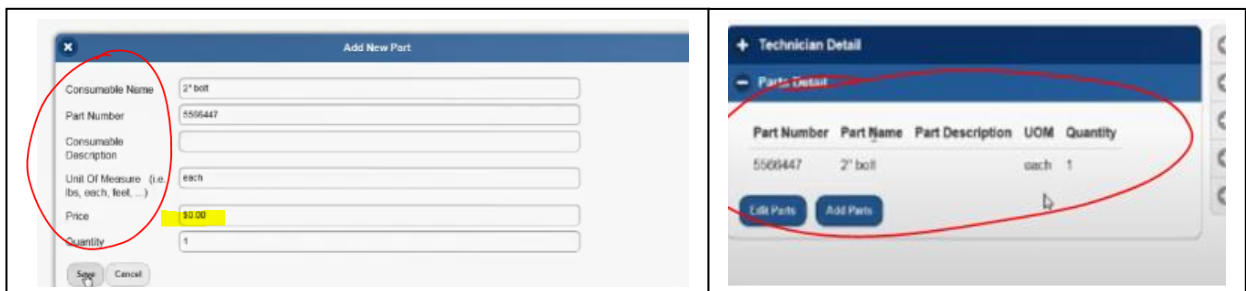 Add New Part
Consumable Name 2" bolt
Part Number 5566447
Consumable Description
Unit Of Measure (i.e. lbs, each, feet, ...) each
Price $0.00
Quantity 1
Save Cancel
Technician Detail
Parts Detail
Part Number Part Name Part Description UOM Quantity
5566447 2" bolt each 1
Edit Parts Add Parts